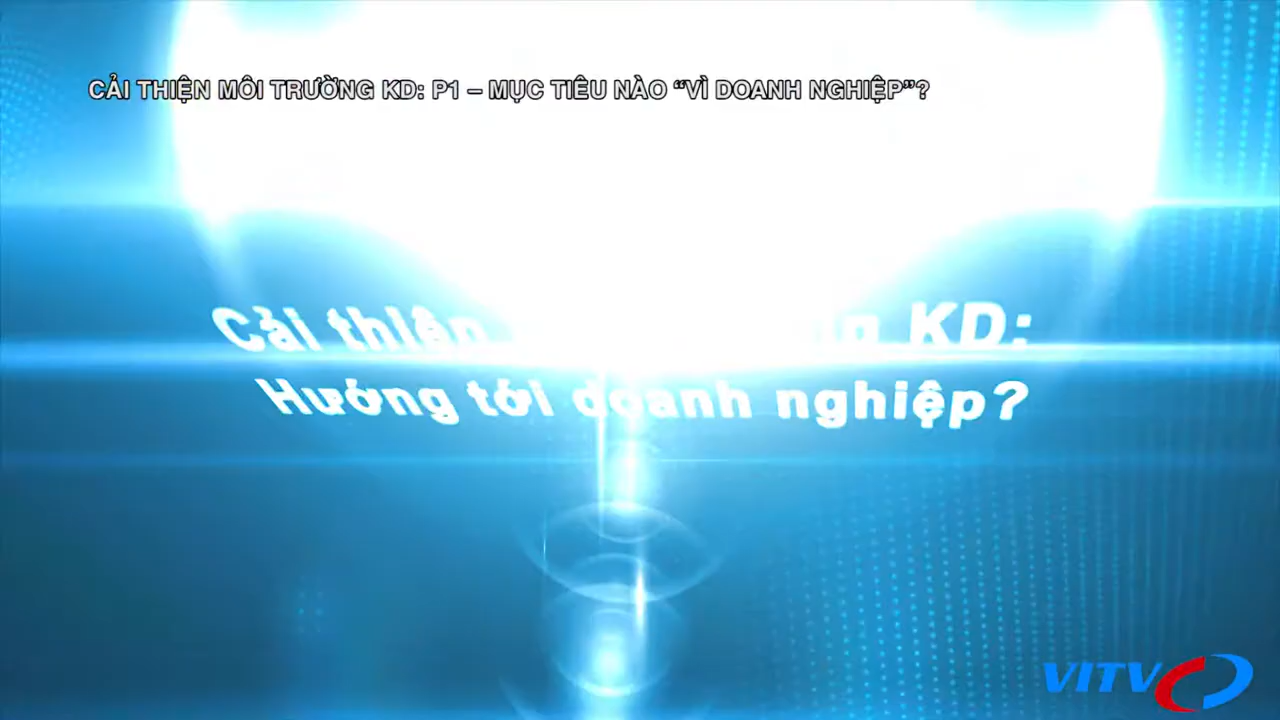 CẢI THIỆN MÔI TRƯỜNG KD: P1 – MỤC TIÊU NÀO “VÌ DOANH NGHIỆP”?
Cải thiện KD:
Hướng tới doanh nghiệp?
VITV